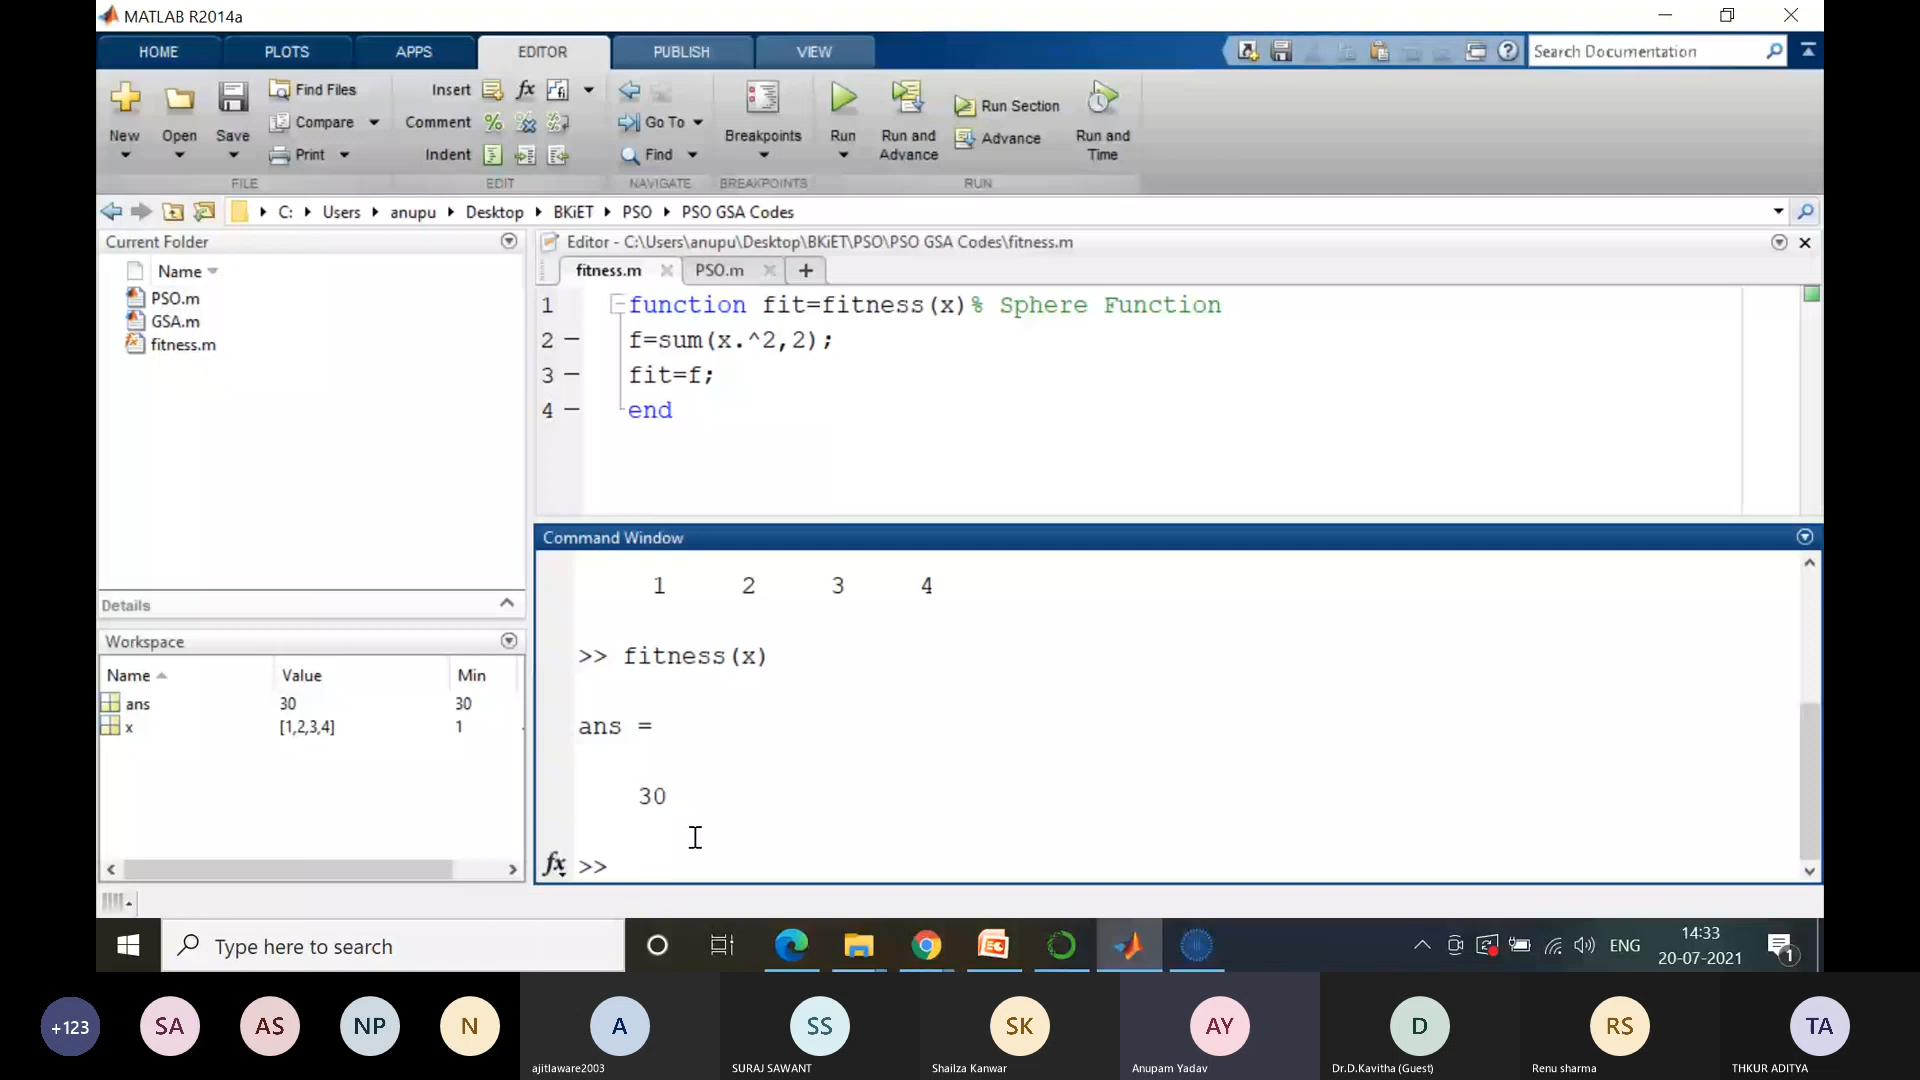 MATLAB R2014a
HOME PLOTS APPS EDITOR PUBLISH VIEW
Search Documentation
New Open Save Find Files Compare Print
FILE
Insert fx
Comment
Indent
EDIT
Go To
Find
NAVIGATE
Breakpoints
BREAKPOINTS
Run
Run and Advance
Run Section
Advance
Run and Time
RUN
C: Users anupu Desktop BKiET PSO PSO GSA Codes
Current Folder
Name
PSO.m
GSA.m
fitness.m
Details
Workspace
Name Value Min
ans 30 30
x [1,2,3,4] 1
Editor - C:\Users\anupu\Desktop\BKiET\PSO\PSO GSA Codes\fitness.m
fitness.m PSO.m
1 function fit=fitness(x)% Sphere Function
2 – f=sum(x.^2,2);
3 – fit=f;
4 – end
Command Window
1 2 3 4
>> fitness(x)
ans =
30
fx >>
Type here to search
ENG
14:33
20-07-2021
1
+123 SA AS NP N A SS SK AY D RS TA
ajitlaware2003 SURAJ SAWANT Shailza Kanwar Anupam Yadav Dr.D.Kavitha (Guest) Renu sharma THKUR ADITYA